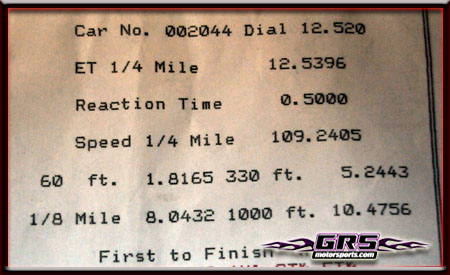 Car No. 002044 Dial 12.520
ET 1/4 Mile 12.5396
Reaction Time 0.5000
Speed 1/4 Mile 109.2405
60 ft. 1.8165 330 ft. 5.2443
1/8 Mile 8.0432 1000 ft. 10.4756
First to Finish
GRS
motorsports.com